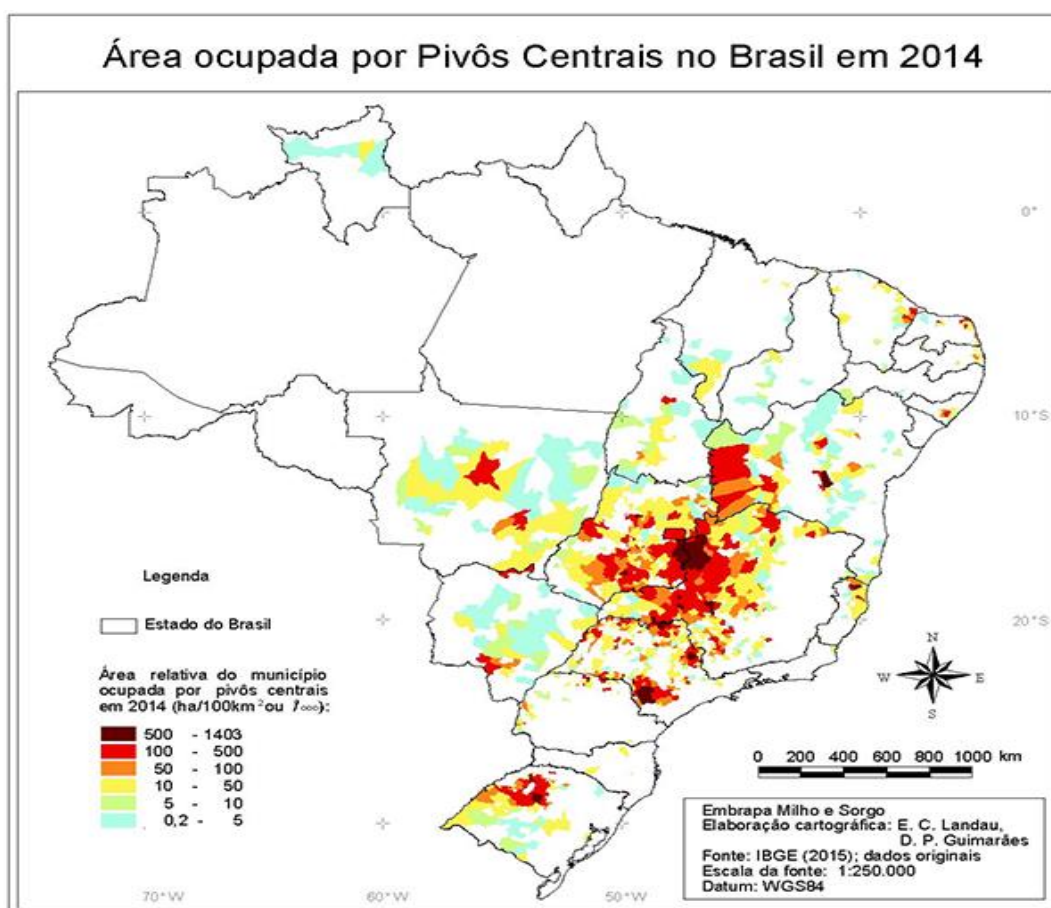 Área ocupada por Pivôs Centrais no Brasil em 2014
0°
10°S
20°S
Legenda
Estado do Brasil
Área relativa do município
ocupada por pivôs centrais
em 2014 (ha/100km² ou
500 - 1403
100 - 500
50 - 100
10 - 50
5 - 10
0,2 - 5
N
W E
S
0 200 400 600 800 1000 km
Embrapa Milho e Sorgo
Elaboração cartográfica: E. C. Landau,
D. P. Guimarães
Fonte: IBGE (2015); dados originais
Escala da fonte: 1:250.000
Datum: WGS84
70°W 60°W 50°W